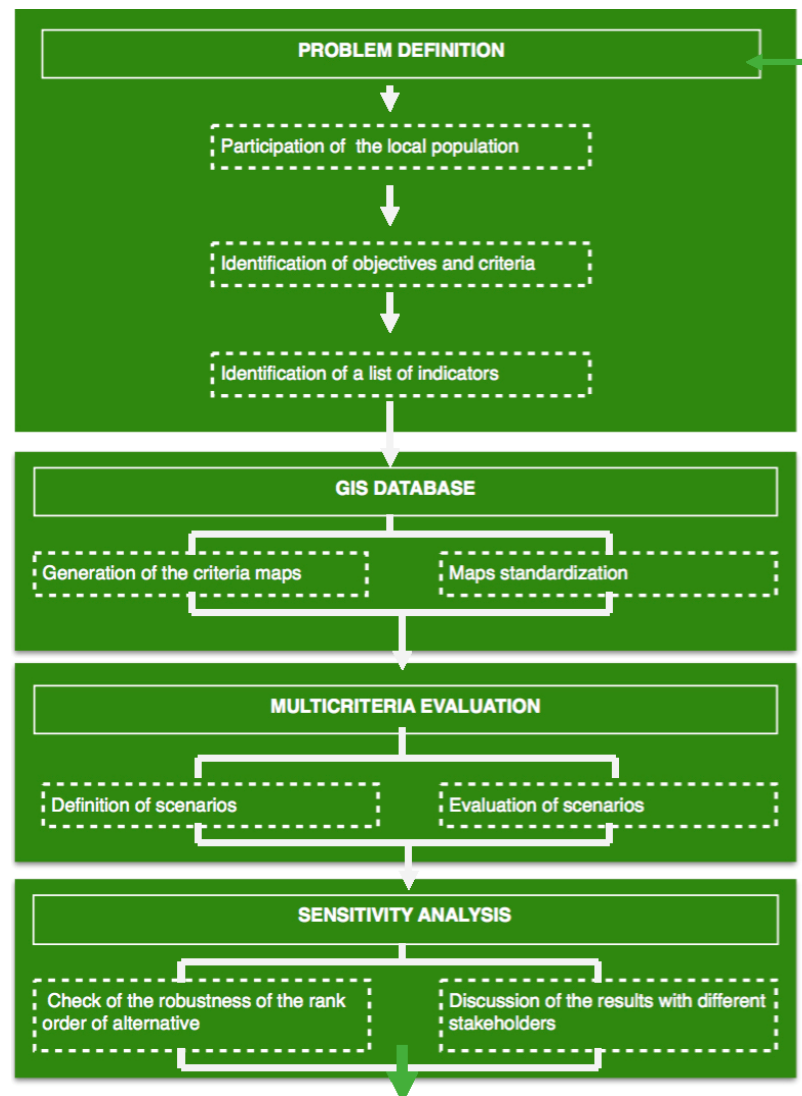 PROBLEM DEFINITION
Participation of the local population
Identification of objectives and criteria
Identification of a list of indicators
GIS DATABASE
Generation of the criteria maps
Maps standardization
MULTICRITERIA EVALUATION
Definition of scenarios
Evaluation of scenarios
SENSITIVITY ANALYSIS
Check of the robustness of the rank
order of alternative
Discussion of the results with different
stakeholders